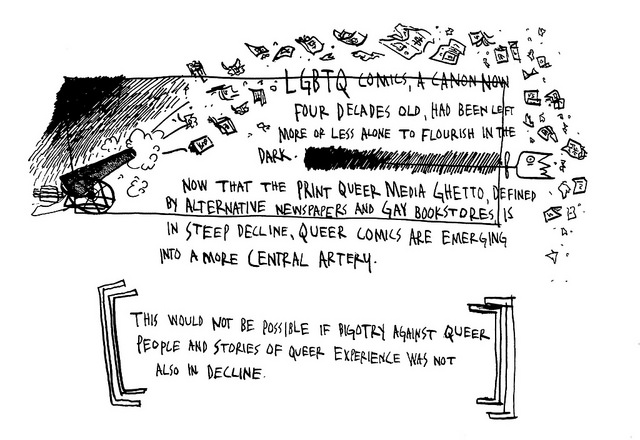 LGBTQ COMICS, A CANON NOW
FOUR DECADES OLD, HAD BEEN LEFT
MORE OR LESS ALONE TO FLOURISH IN THE
DARK.
NOW THAT THE PRINT QUEER MEDIA GHETTO, DEFINED
BY ALTERNATIVE NEWSPAPERS AND GAY BOOKSTORES, IS
IN STEEP DECLINE, QUEER COMICS ARE EMERGING
INTO A MORE CENTRAL ARTERY.
THIS WOULD NOT BE POSSIBLE IF BIGOTRY AGAINST QUEER
PEOPLE AND STORIES OF QUEER EXPERIENCE WAS NOT
ALSO IN DECLINE.